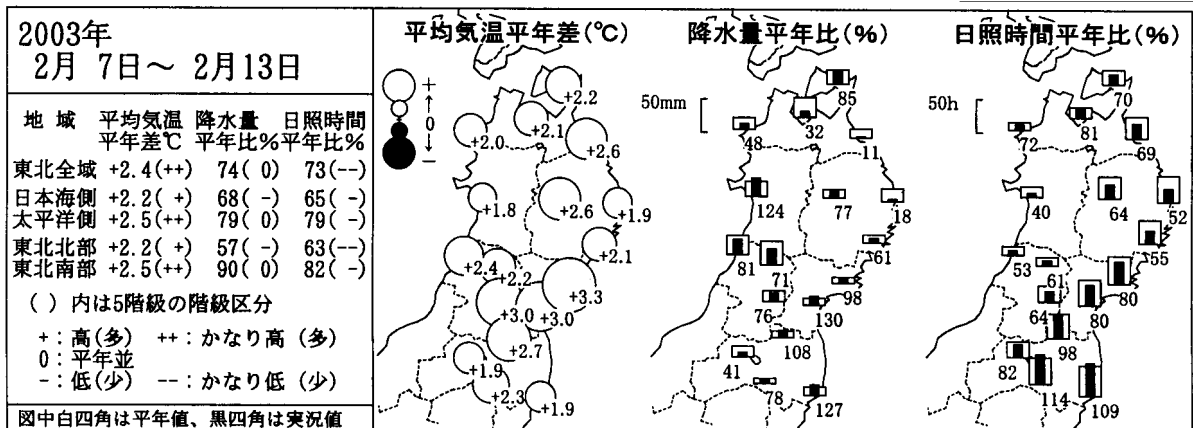 2003年
2月 7日～ 2月13日
地 域 平均気温 降水量 日照時間
平年差℃ 平年比% 平年比%
東北全域 +2.4(++) 74( 0) 73(--)
日本海側 +2.2( +) 68( -) 65( -)
太平洋側 +2.5(++) 79( 0) 79( -)
東北北部 +2.2( +) 57( -) 63(--)
東北南部 +2.5(++) 90( 0) 82( -)
( ) 内は5階級の階級区分
+：高(多) ++：かなり高 (多)
0：平年並
-：低(少) --：かなり低 (少)
図中白四角は平年値、黒四角は実況値
平均気温平年差(℃)
+
↑
0
↓
-
+2.2
+2.1
+2.0
+2.6
+1.8
+2.6
+1.9
+2.1
+2.4
+2.2
+3.3
+3.0
+3.0
+2.7
+1.9
+2.3
+1.9
降水量平年比(%)
50mm
85
32
48
11
124
77
18
61
81
71
98
76
130
108
41
78
127
日照時間平年比(%)
50h
70
81
72
69
40
64
52
55
53
61
80
64
80
98
82
114
109